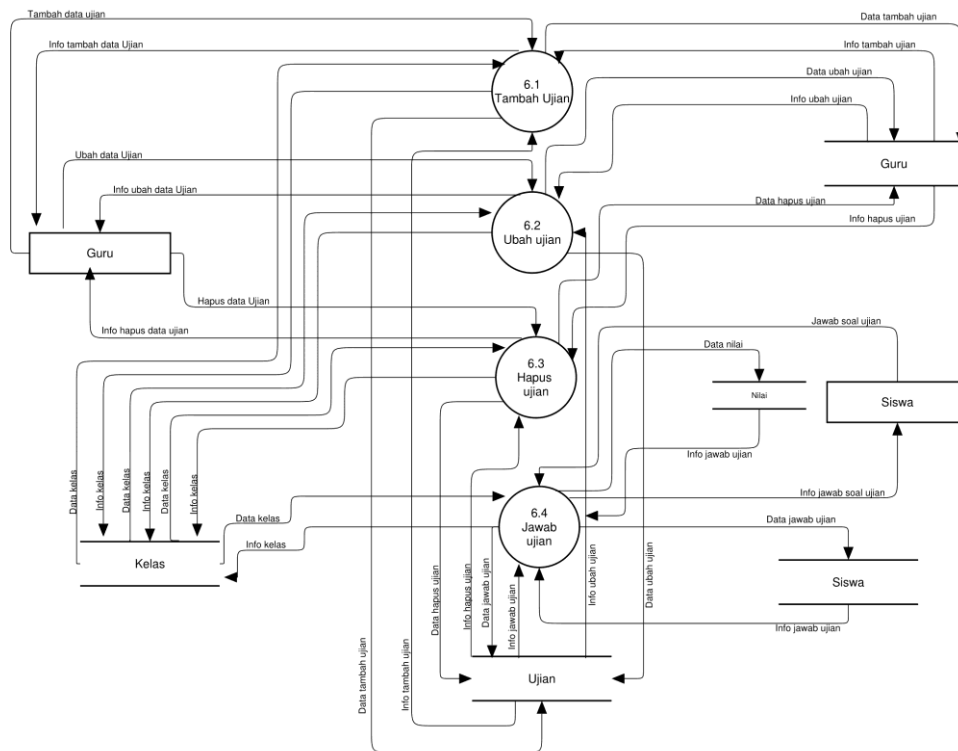 Tambah data ujian
Data tambah ujian
Info tambah data Ujian
Info tambah ujian
6.1
Tambah Ujian
Data ubah ujian
Info ubah ujian
Ubah data Ujian
Guru
Info ubah data Ujian
Data hapus ujian
Info hapus ujian
6.2
Ubah ujian
Guru
Hapus data Ujian
Info hapus data ujian
Jawab soal ujian
Data nilai
6.3
Hapus
ujian
Nilai
Siswa
Info jawab ujian
Data kelas
Info kelas
Data kelas
Info kelas
Data kelas
Info kelas
Info jawab soal ujian
Data kelas
Info kelas
6.4
Jawab
ujian
Data jawab ujian
Kelas
Siswa
Info jawab ujian
Data hapus ujian
Info hapus ujian
Data jawab ujian
Info jawab ujian
Info ubah ujian
Data ubah ujian
Ujian
Data tambah ujian
Info tambah ujian